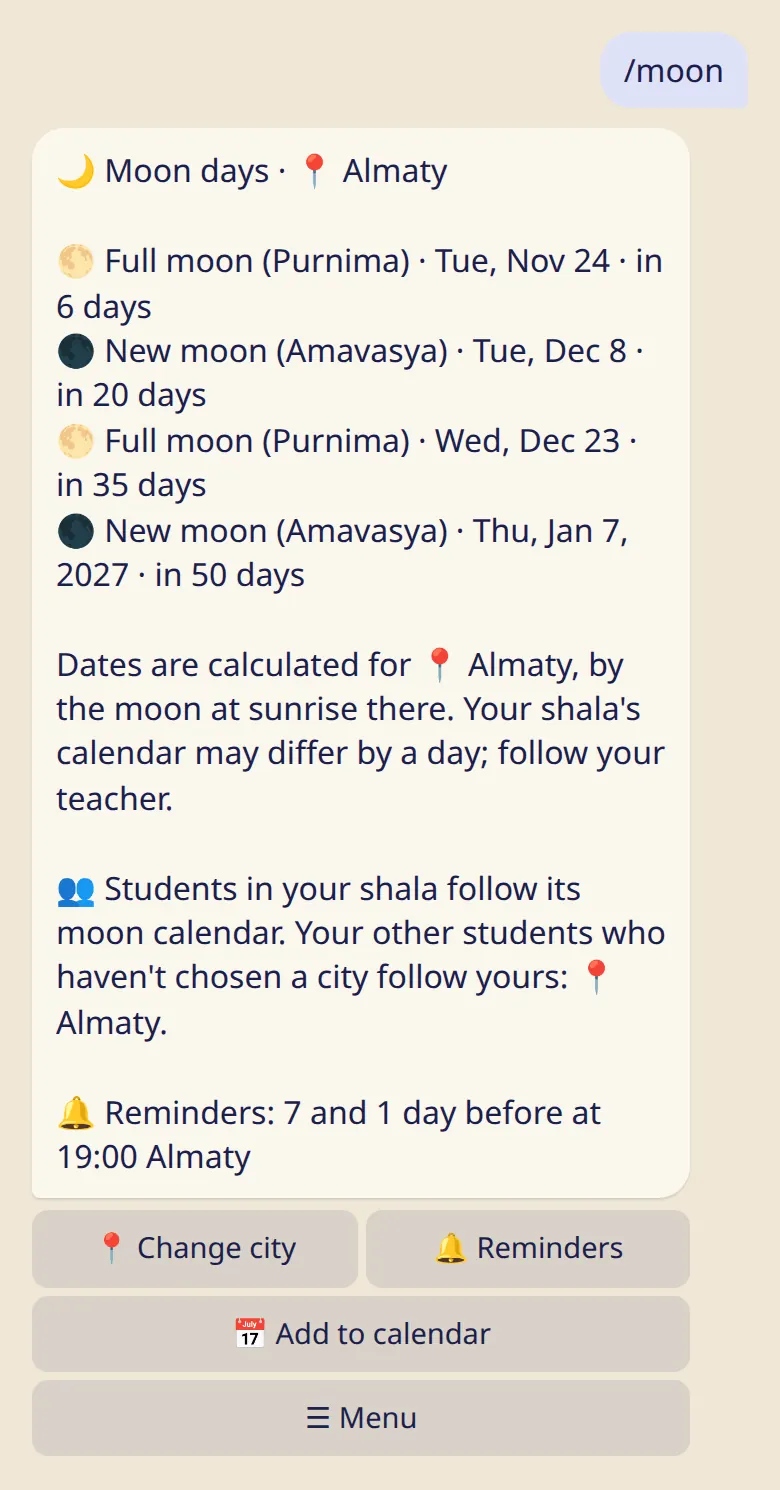 /moon
🌙 Moon days · 📍 Almaty
🌕 Full moon (Purnima) · Tue, Nov 24 · in
6 days
🌑 New moon (Amavasya) · Tue, Dec 8 ·
in 20 days
🌕 Full moon (Purnima) · Wed, Dec 23 ·
in 35 days
🌑 New moon (Amavasya) · Thu, Jan 7,
2027 · in 50 days
Dates are calculated for 📍 Almaty, by
the moon at sunrise there. Your shala's
calendar may differ by a day; follow your
teacher.
👥 Students in your shala follow its
moon calendar. Your other students who
haven't chosen a city follow yours: 📍
Almaty.
🔔 Reminders: 7 and 1 day before at
19:00 Almaty
📍 Change city
🔔 Reminders
📅 Add to calendar
☰ Menu